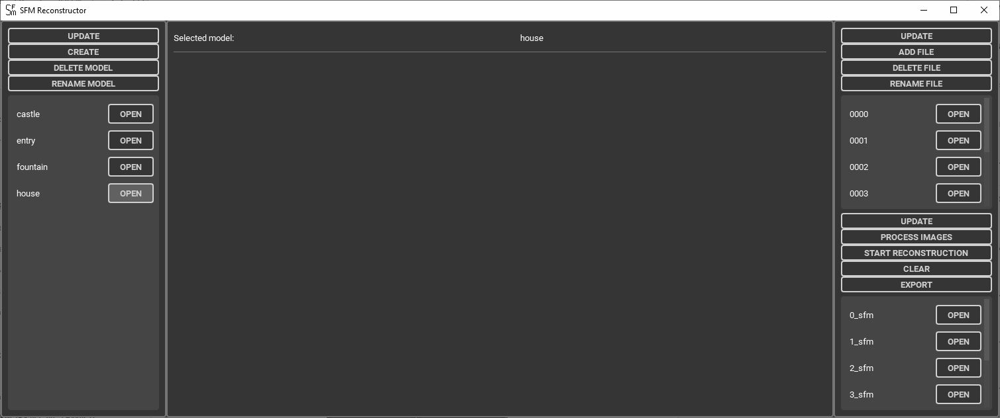 CF
Sm SFM Reconstructor
UPDATE
CREATE
DELETE MODEL
RENAME MODEL
castle OPEN
entry OPEN
fountain OPEN
house OPEN
Selected model: house
UPDATE
ADD FILE
DELETE FILE
RENAME FILE
0000 OPEN
0001 OPEN
0002 OPEN
0003 OPEN
UPDATE
PROCESS IMAGES
START RECONSTRUCTION
CLEAR
EXPORT
0_sfm OPEN
1_sfm OPEN
2_sfm OPEN
3_sfm OPEN